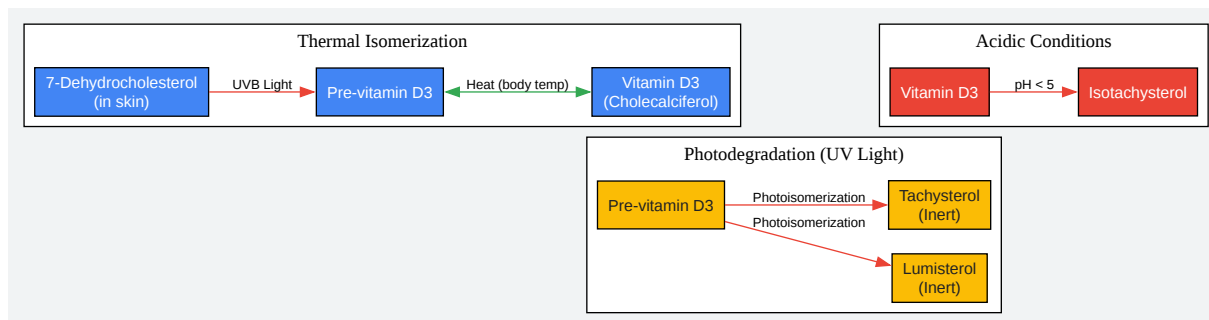 Thermal Isomerization
7-Dehydrocholesterol
(in skin)
UVB Light
Pre-vitamin D3
Heat (body temp)
Vitamin D3
(Cholecalciferol)
Acidic Conditions
Vitamin D3
pH < 5
Isotachysterol
Photodegradation (UV Light)
Pre-vitamin D3
Photoisomerization
Photoisomerization
Tachysterol
(Inert)
Lumisterol
(Inert)